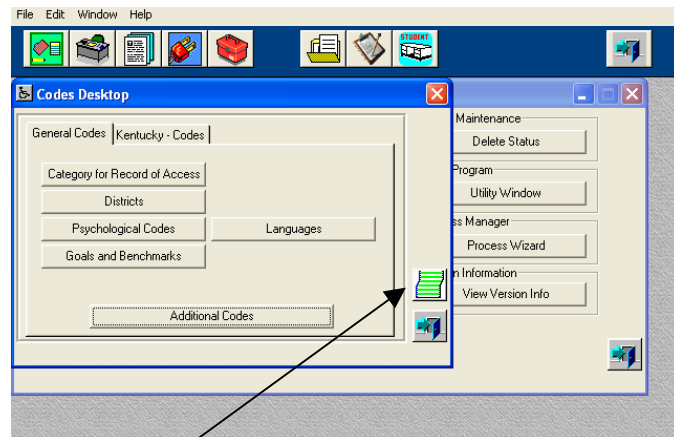 File Edit Window Help
STUDENT
Codes Desktop
General Codes Kentucky - Codes
Category for Record of Access
Districts
Psychological Codes Languages
Goals and Benchmarks
Additional Codes
Maintenance
Delete Status
Program
Utility Window
ss Manager
Process Wizard
n Information
View Version Info